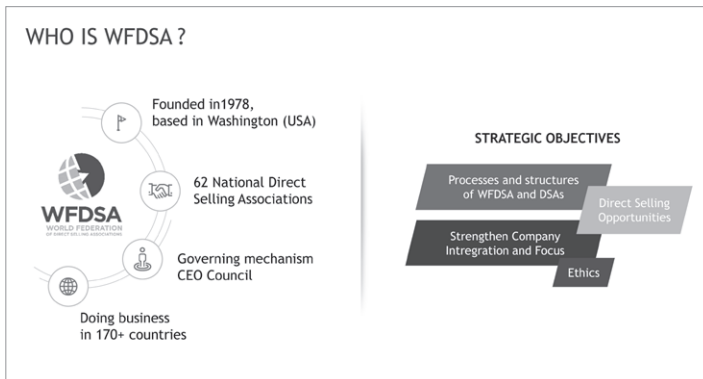 WHO IS WFDSA ?
Founded in1978,
based in Washington (USA)
62 National Direct
Selling Associations
WFDSA
WORLD FEDERATION
OF DIRECT SELLING ASSOCIATIONS
Governing mechanism
CEO Council
Doing business
in 170+ countries
STRATEGIC OBJECTIVES
Processes and structures
of WFDSA and DSAs
Direct Selling
Opportunities
Strengthen Company
Intregration and Focus
Ethics